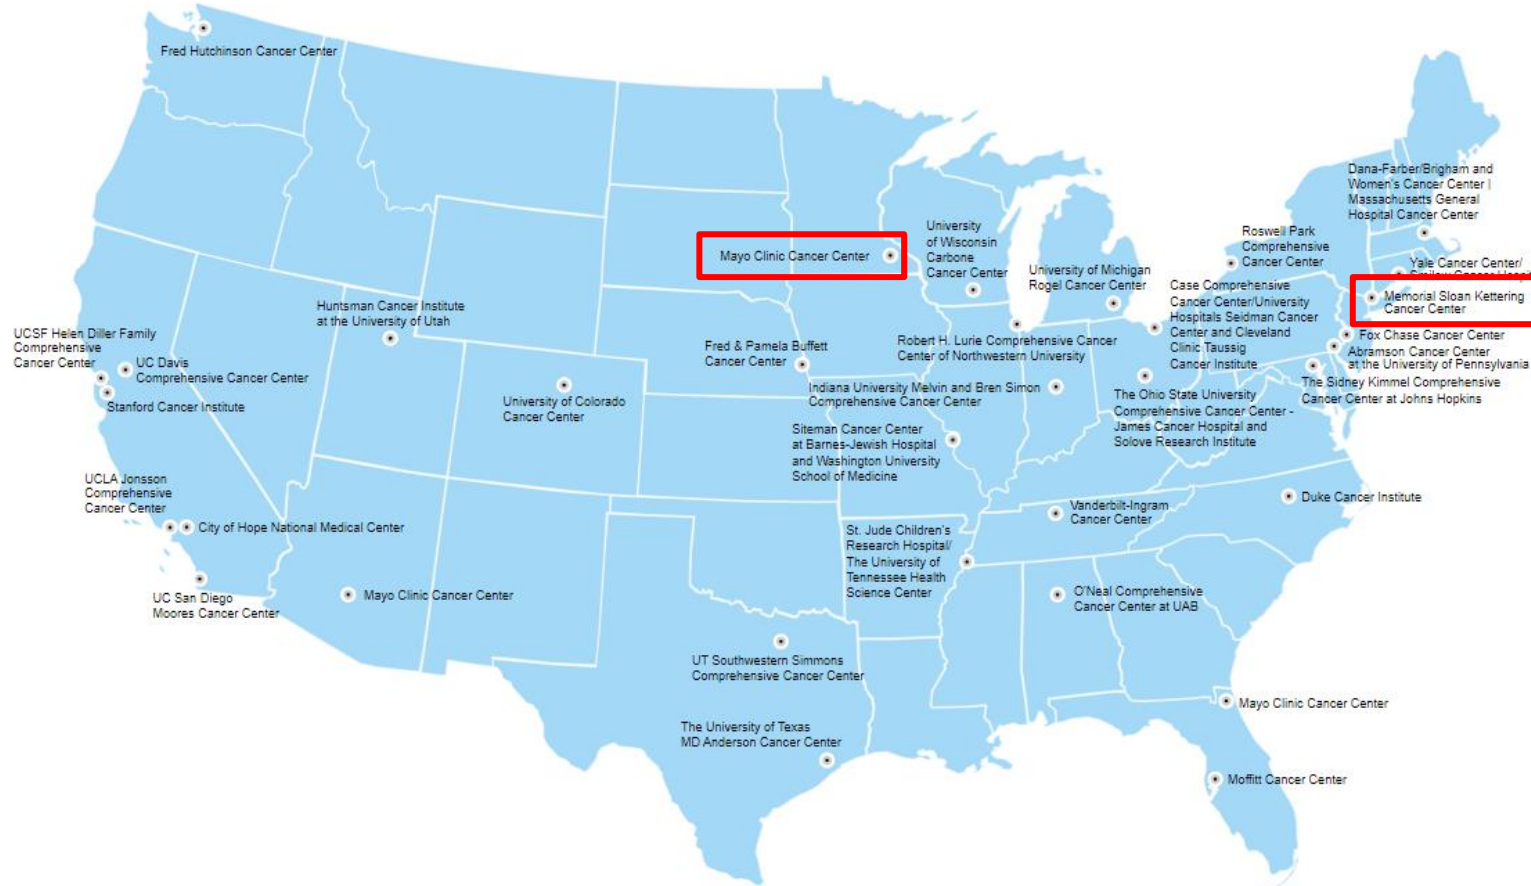 Fred Hutchinson Cancer Center
Dana-Farber/Brigham and
Women's Cancer Center |
Massachusetts General
Hospital Cancer Center
University
of Wisconsin
Carbone
Cancer Center
Roswell Park
Comprehensive
Cancer Center
Mayo Clinic Cancer Center
Yale Cancer Center/
University of Michigan
Rogel Cancer Center
Case Comprehensive
Cancer Center/University
Hospitals Seidman Cancer
Center and Cleveland
Clinic Taussig
Cancer Institute
Memorial Sloan Kettering
Cancer Center
Huntsman Cancer Institute
at the University of Utah
UCSF Helen Diller Family
Comprehensive
Cancer Center
UC Davis
Comprehensive Cancer Center
Stanford Cancer Institute
Fred & Pamela Buffett
Cancer Center
Robert H. Lurie Comprehensive Cancer
Center of Northwestern University
Fox Chase Cancer Center
Abramson Cancer Center
at the University of Pennsylvania
The Sidney Kimmel Comprehensive
Cancer Center at Johns Hopkins
Indiana University Melvin and Bren Simon
Comprehensive Cancer Center
The Ohio State University
Comprehensive Cancer Center -
James Cancer Hospital and
Solove Research Institute
University of Colorado
Cancer Center
Siteman Cancer Center
at Barnes-Jewish Hospital
and Washington University
School of Medicine
UCLA Jonsson
Comprehensive
Cancer Center
City of Hope National Medical Center
Vanderbilt-Ingram
Cancer Center
Duke Cancer Institute
St. Jude Children's
Research Hospital/
The University of
Tennessee Health
Science Center
UC San Diego
Moores Cancer Center
Mayo Clinic Cancer Center
O'Neal Comprehensive
Cancer Center at UAB
UT Southwestern Simmons
Comprehensive Cancer Center
The University of Texas
MD Anderson Cancer Center
Mayo Clinic Cancer Center
Moffitt Cancer Center